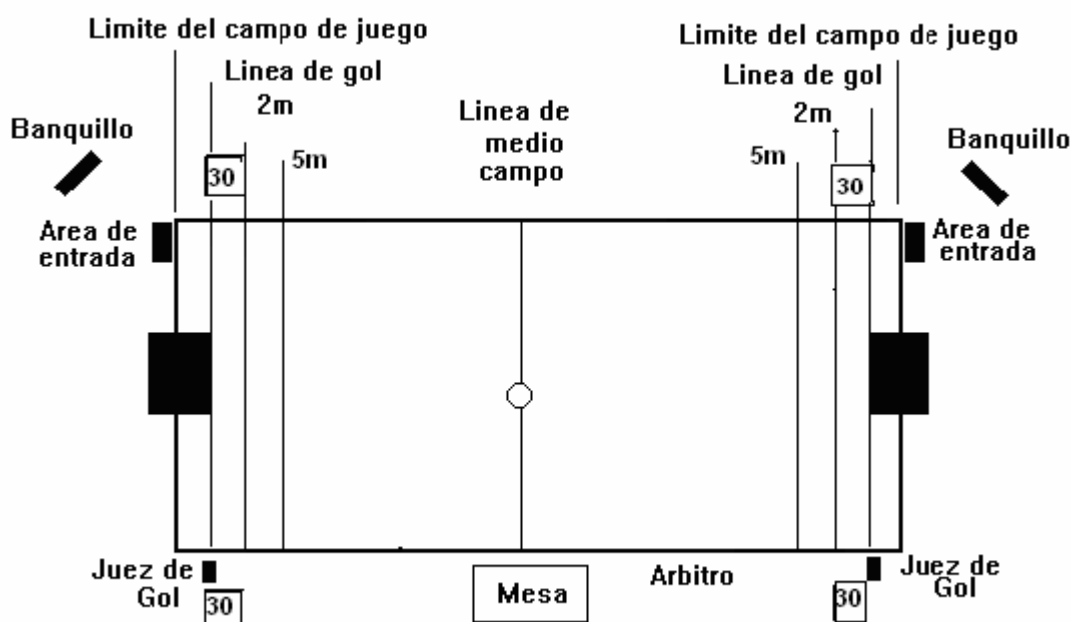 Limite del campo de juego
Limite del campo de juego
Linea de gol
Linea de gol
2m
2m
Linea de
medio
campo
Banquillo
Banquillo
5m
5m
30
30
Area de
entrada
Area de
entrada
Juez de
Gol
30
Mesa
Arbitro
30
Juez de
Gol